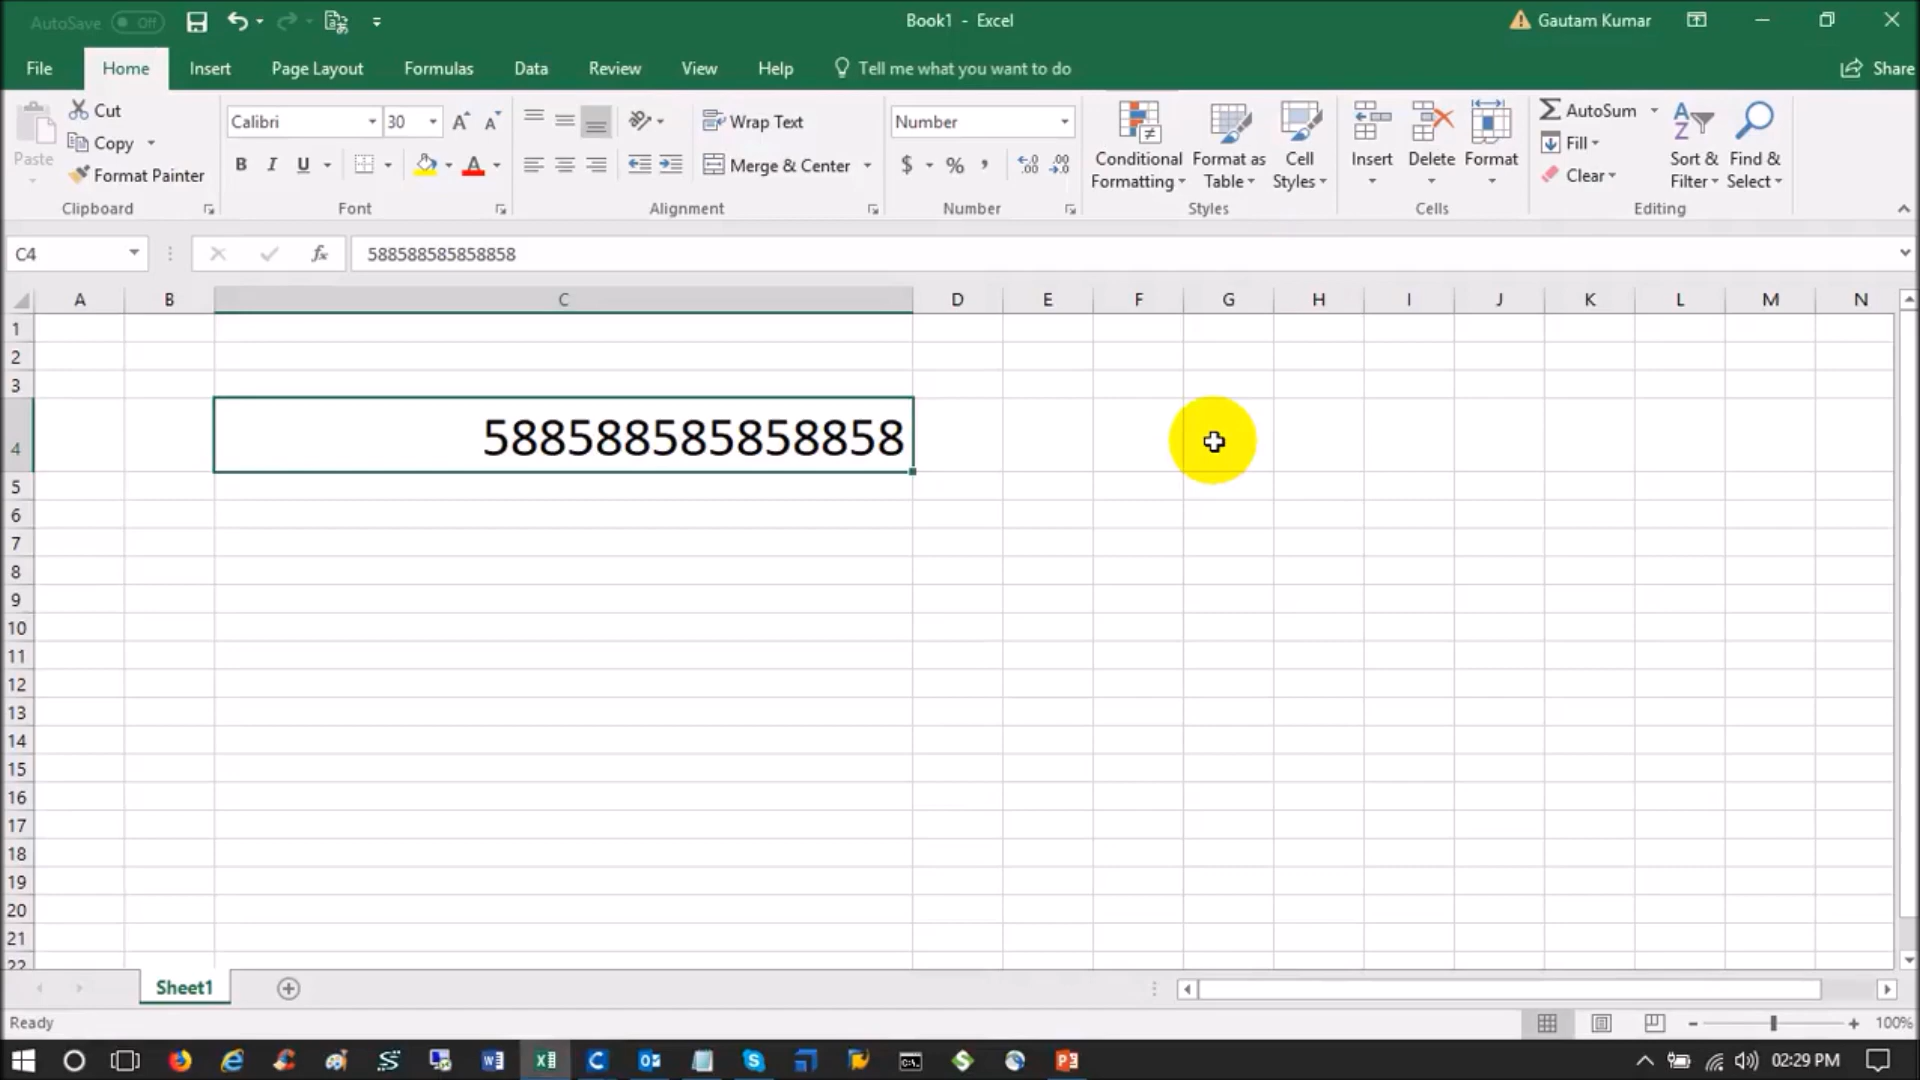 AutoSave Off Book1 - Excel Gautam Kumar
File Home Insert Page Layout Formulas Data Review View Help Tell me what you want to do Share
Paste Cut Copy Format Painter
Clipboard
Calibri 30
B I U A
Font
Wrap Text
Merge & Center
Alignment
Number
$ % ,
Number
Conditional Formatting Format as Table Cell Styles
Styles
Insert Delete Format
Cells
AutoSum
Fill
Clear
Sort & Filter Find & Select
Editing
C4 fx 588588585858858
A B C D E F G H I J K L M N
1
2
3
4 588588585858858
5
6
7
8
9
10
11
12
13
14
15
16
17
18
19
20
21
22
Sheet1
Ready 100%
02:29 PM